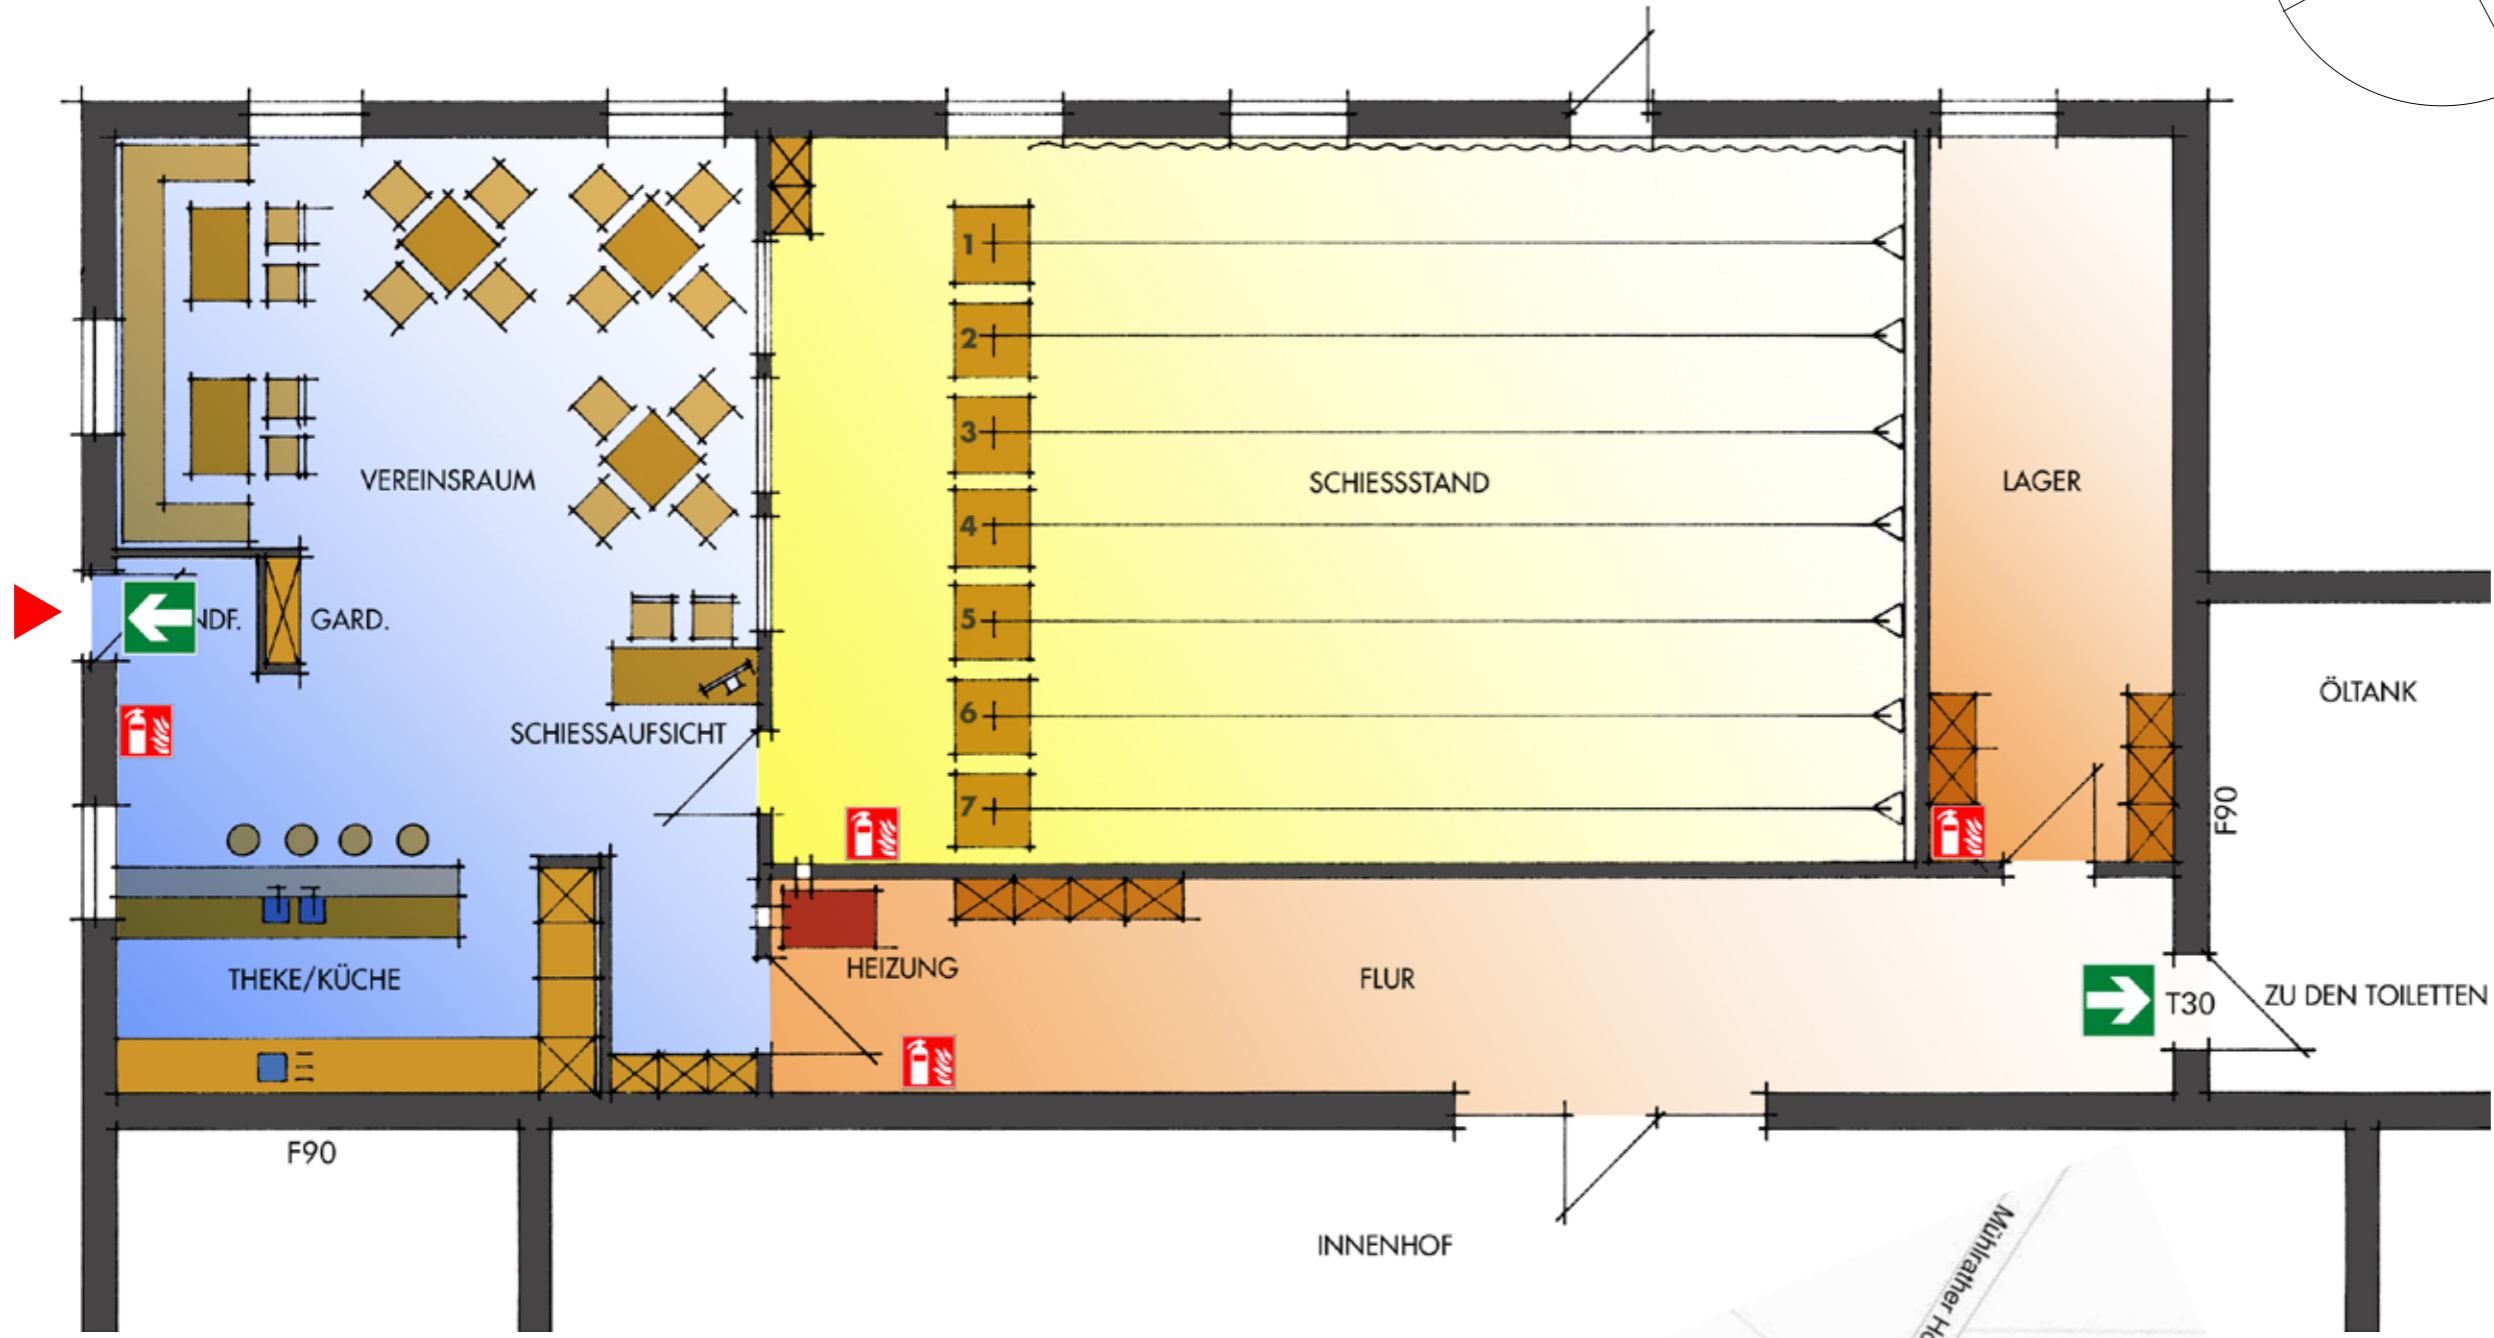 1
2
3
VEREINSRAUM
SCHIESSSTAND
LAGER
4
5
GARD.
ÖLTANK
6
SCHIESSAUFSICHT
7
F90
HEIZUNG
THEKE/KÜCHE
FLUR
T30
ZU DEN TOILETTEN
F90
INNENHOF
Mühlrather